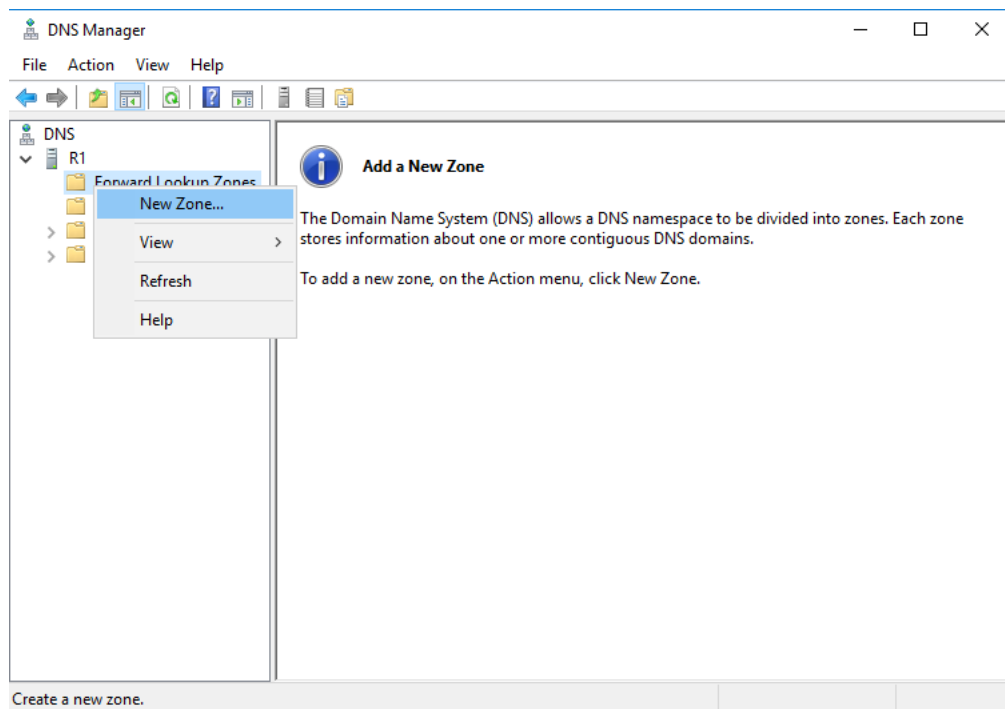 DNS Manager
File Action View Help
DNS
R1
Forward Lookup Zones
New Zone...
View
Refresh
Help
Add a New Zone
The Domain Name System (DNS) allows a DNS namespace to be divided into zones. Each zone
stores information about one or more contiguous DNS domains.
To add a new zone, on the Action menu, click New Zone.
Create a new zone.